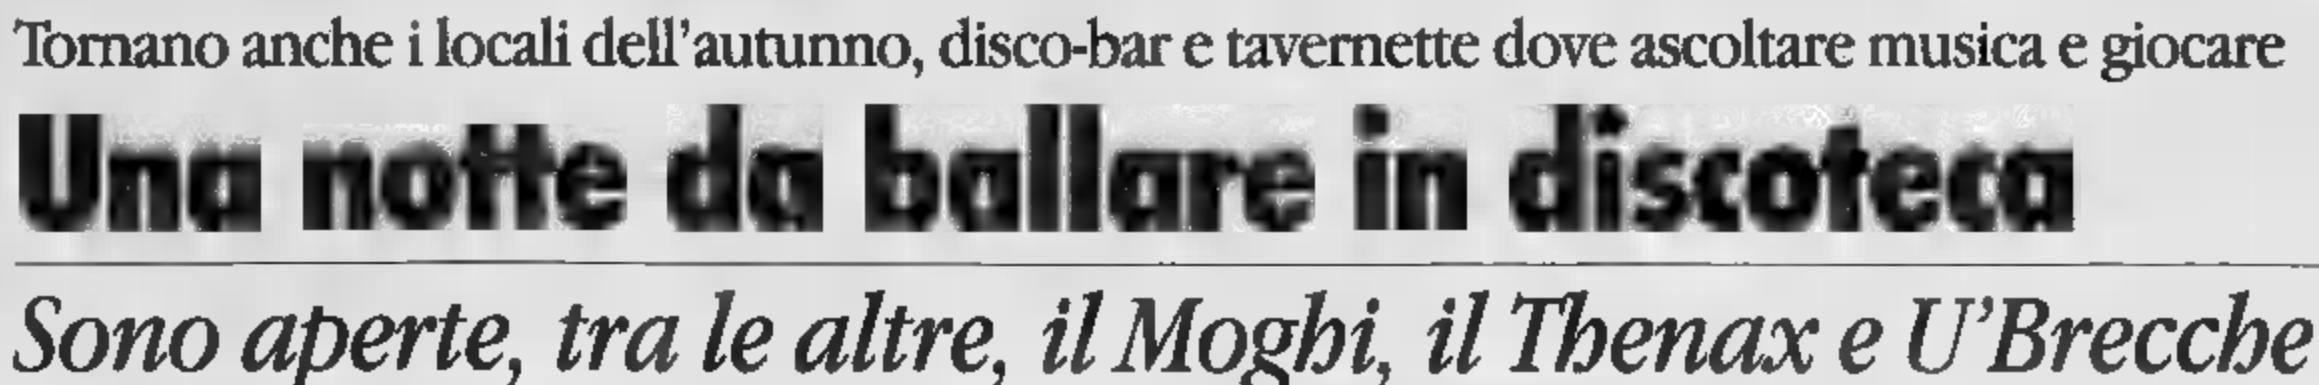 Tornano anche i locali dell'autunno, disco-bar e tavernette dove ascoltare musica e giocare
Una notte da ballare in discoteca
Sono aperte, tra le altre, il Moghi, il Thenax e U'Brecche